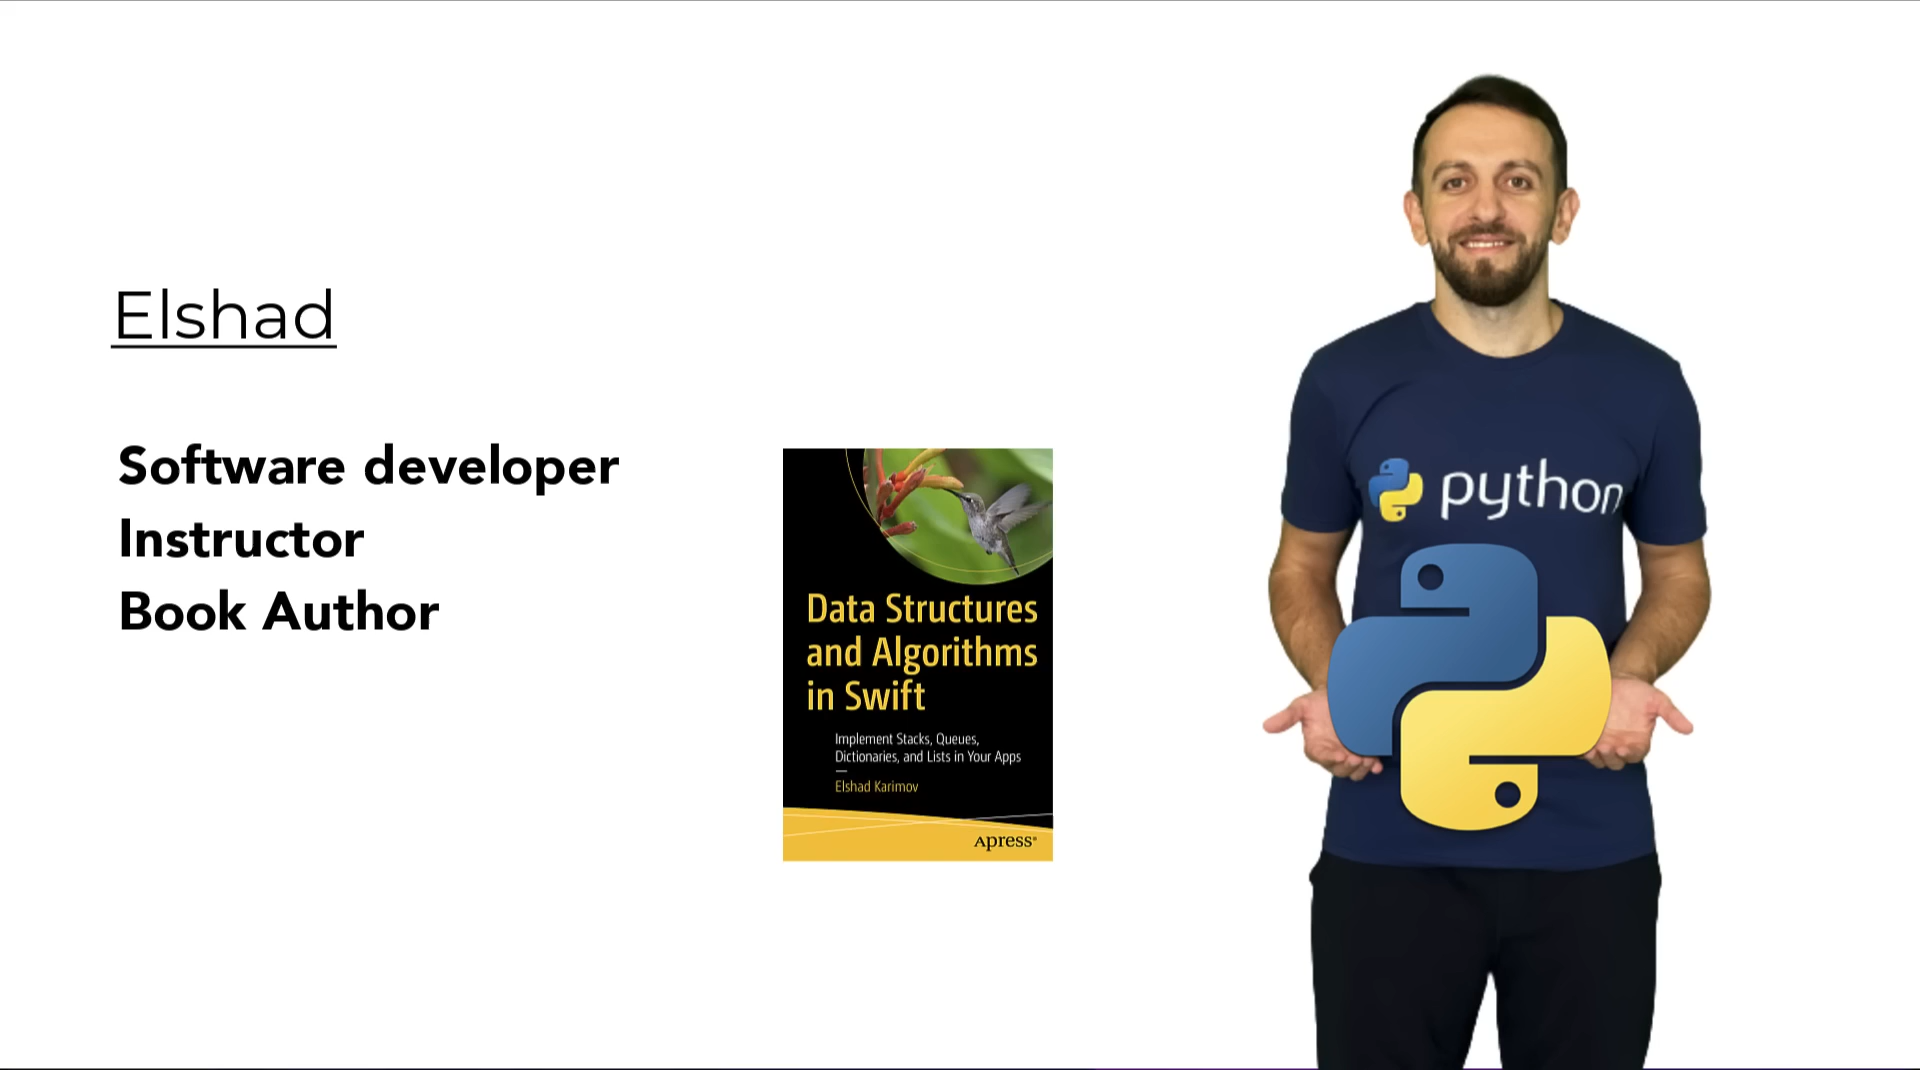 Elshad
Software developer
Instructor
Book Author
Data Structures
and Algorithms
in Swift
Implement Stacks, Queues,
Dictionaries, and Lists in Your Apps
—
Elshad Karimov
Apress®
python